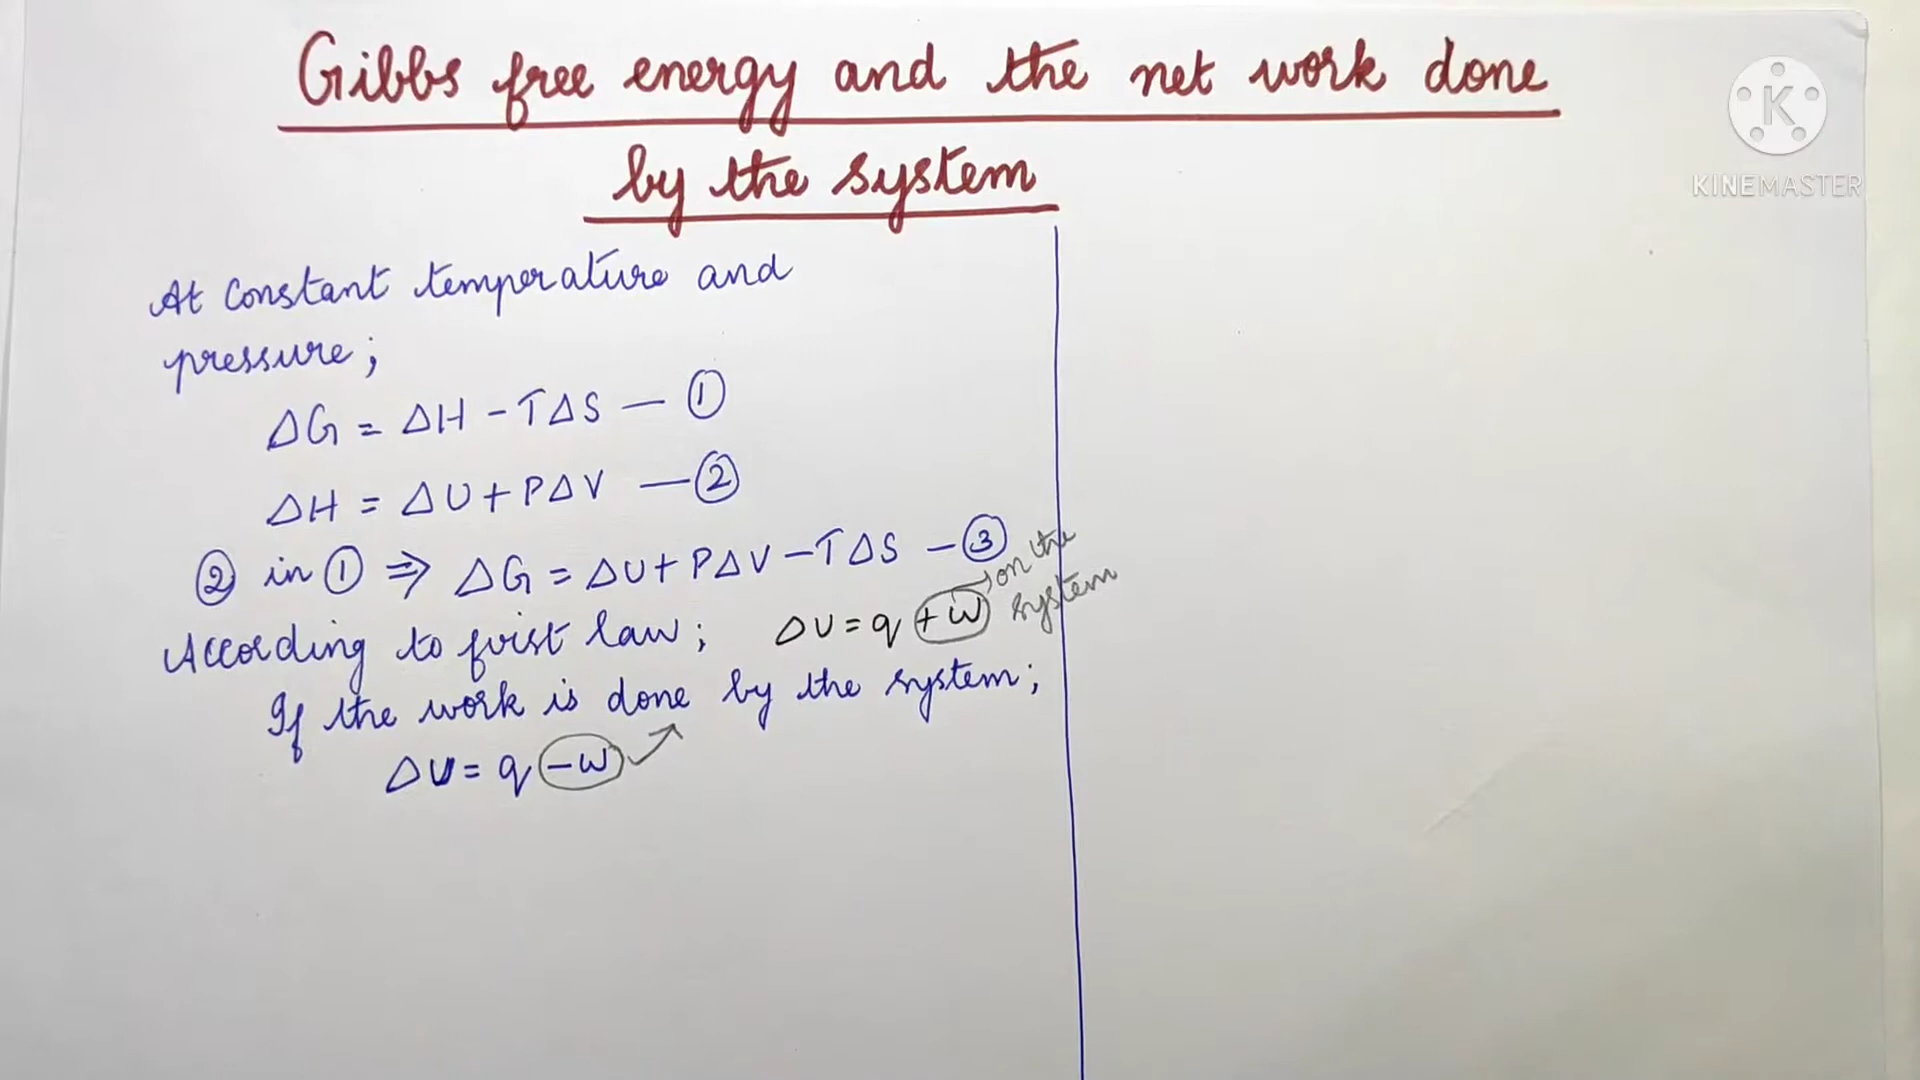 Gibbs free energy and the net work done
by the system
KINEMASTER
At constant temperature and
pressure;
ΔG = ΔH - TΔS — ①
ΔH = ΔU + PΔV — ②
② in ① ⇒ ΔG = ΔU + PΔV - TΔS - ③
According to first law; ΔU = q + w on the
system
If the work is done by the system;
ΔU = q - w